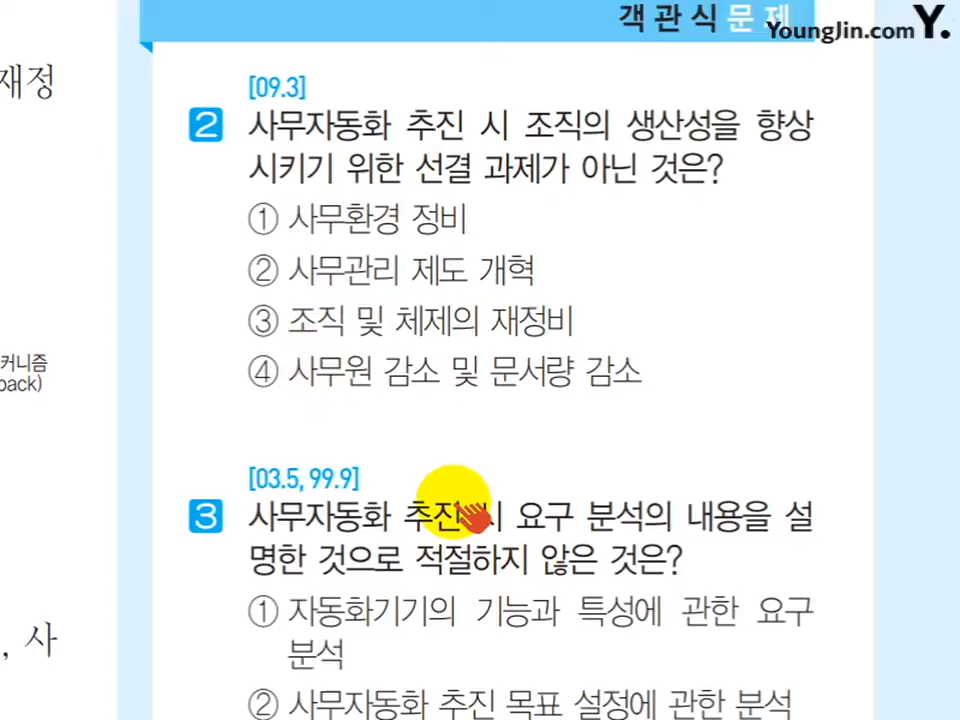 객관식 문제
YoungJin.com Y.
재정
[09.3]
2 사무자동화 추진 시 조직의 생산성을 향상
시키기 위한 선결 과제가 아닌 것은?
① 사무환경 정비
② 사무관리 제도 개혁
③ 조직 및 체제의 재정비
④ 사무원 감소 및 문서량 감소
커니즘
back)
[03.5, 99.9]
3 사무자동화 추진 시 요구 분석의 내용을 설
명한 것으로 적절하지 않은 것은?
① 자동화기기의 기능과 특성에 관한 요구
분석
, 사
② 사무자동화 추진 목표 설정에 관한 분석